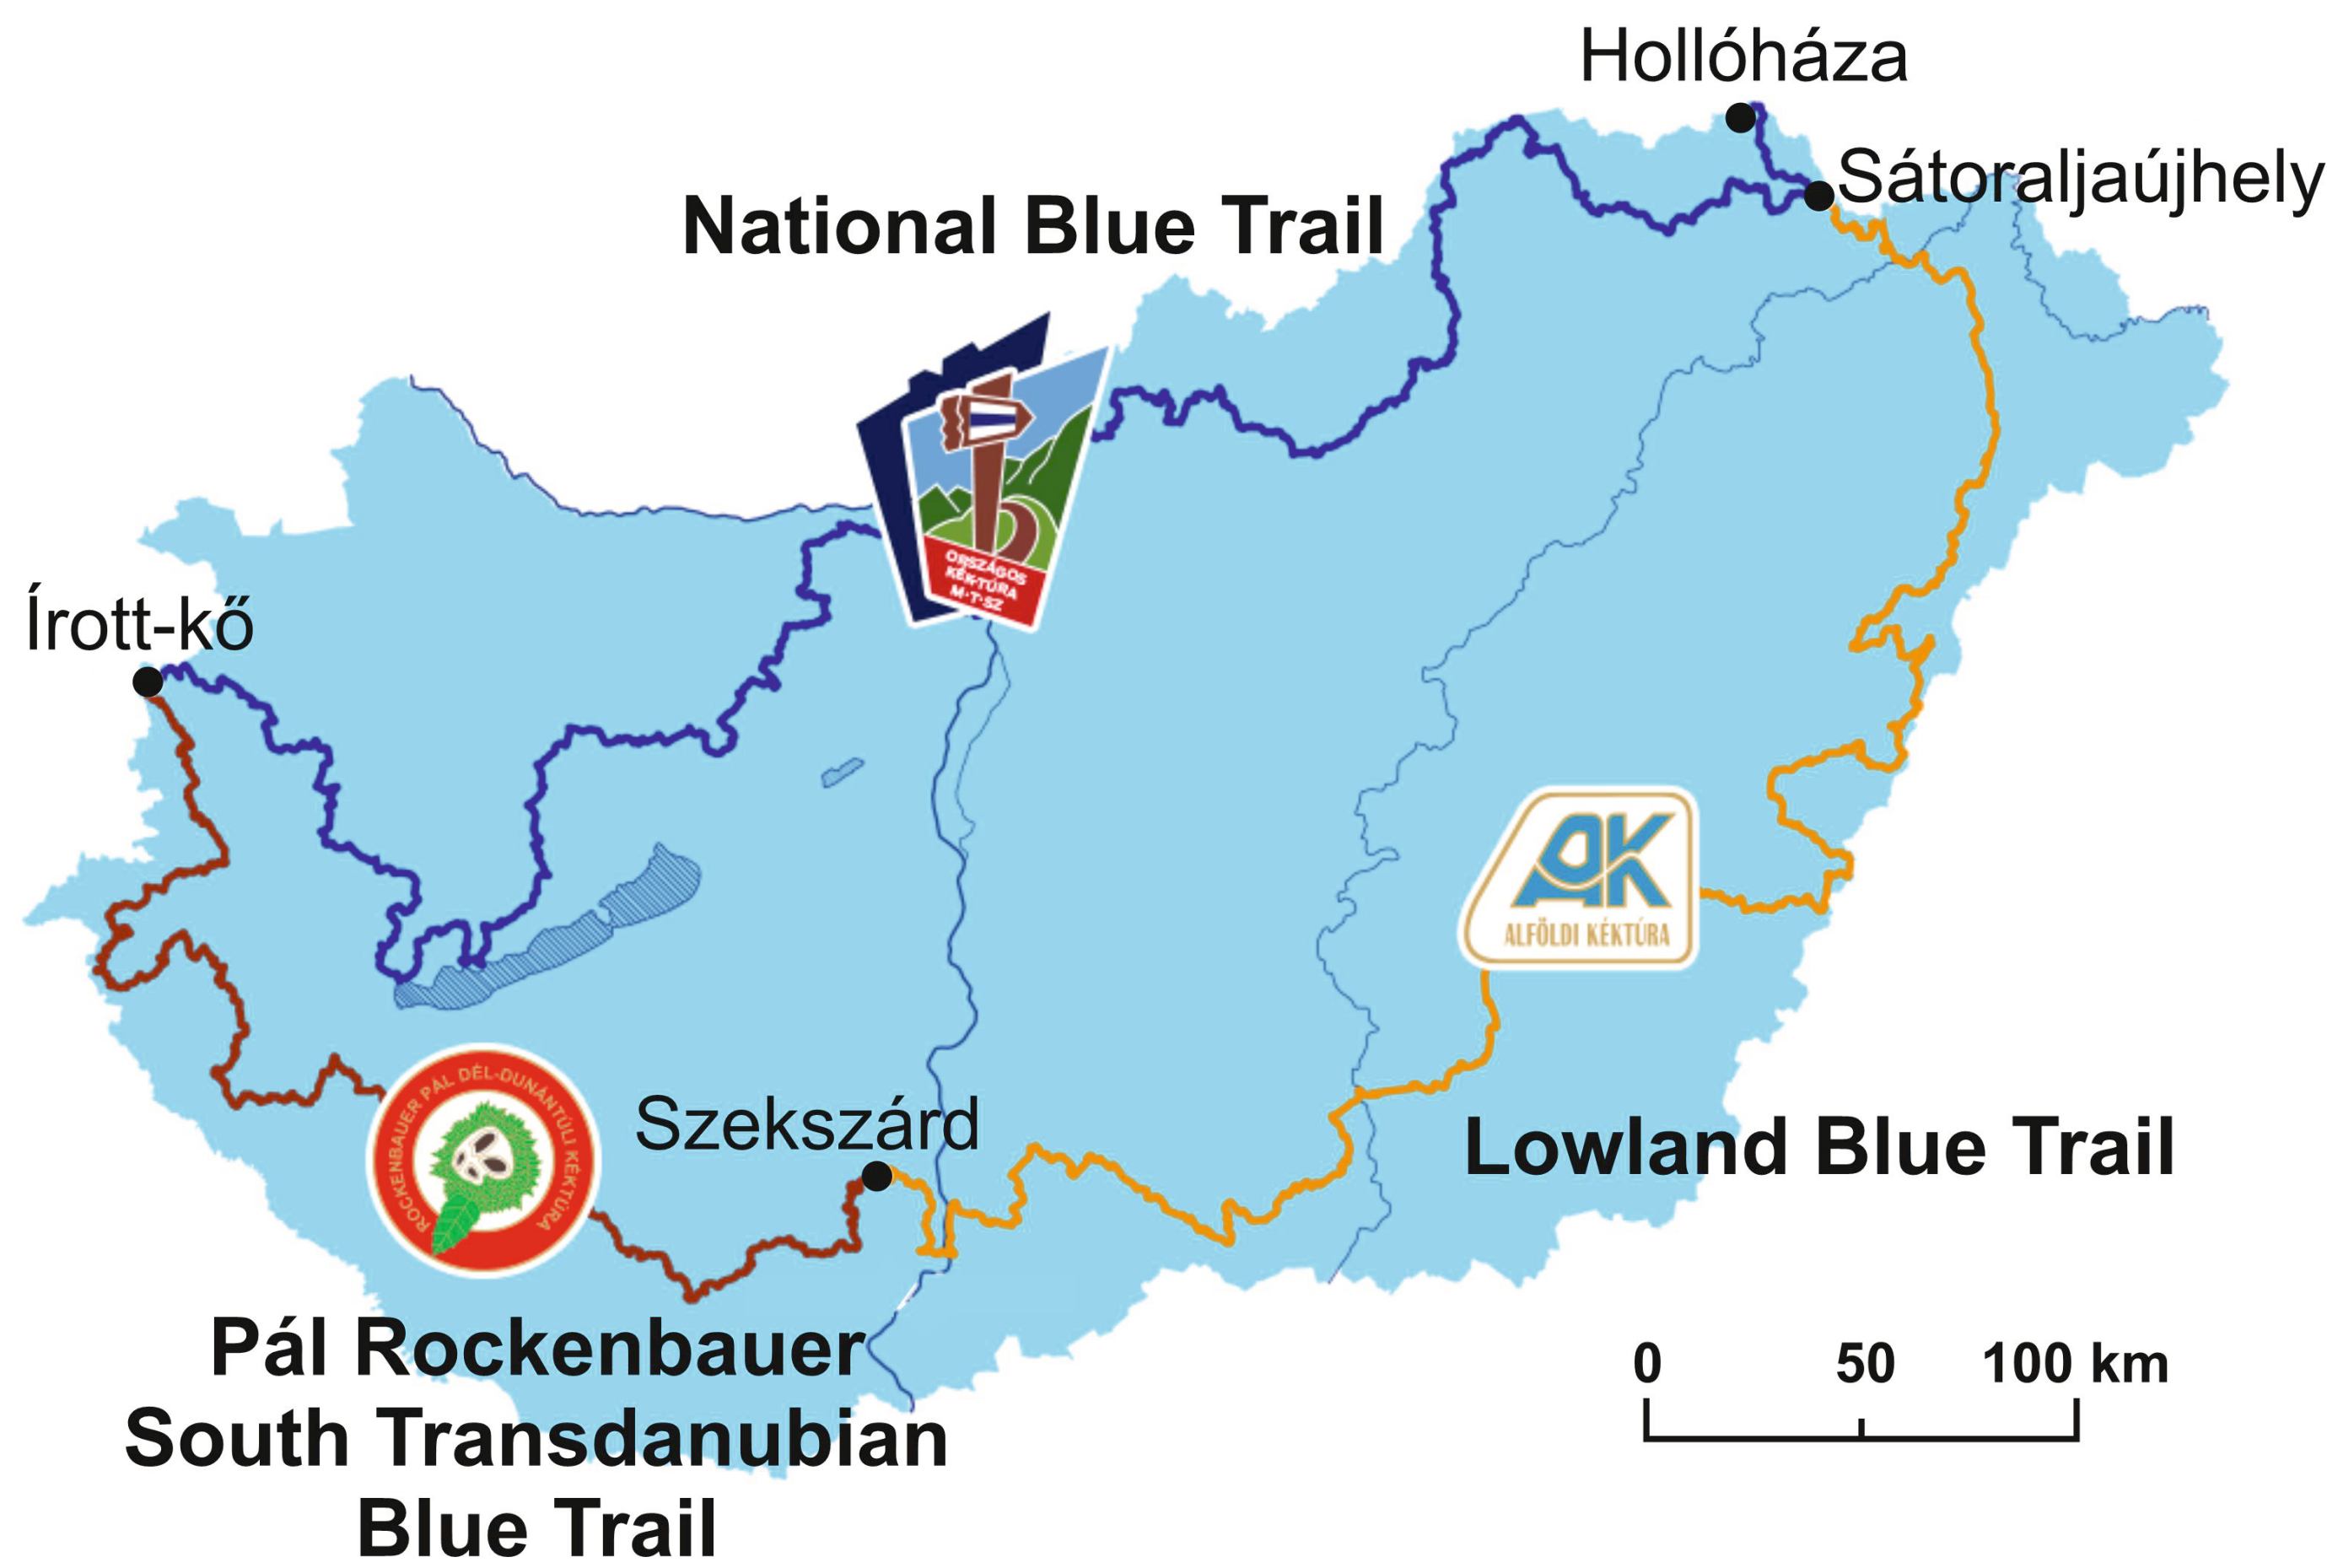 Hollóháza
Sátoraljaújhely
National Blue Trail
ORSZÁGOS
KÉKTÚRA
M·T·SZ
Írott-kő
AK
ALFÖLDI KÉKTÚRA
ROCKENBAUER PÁL DÉL-DUNÁNTÚLI KÉKTÚRA
Szekszárd
Lowland Blue Trail
Pál Rockenbauer
South Transdanubian
Blue Trail
0 50 100 km